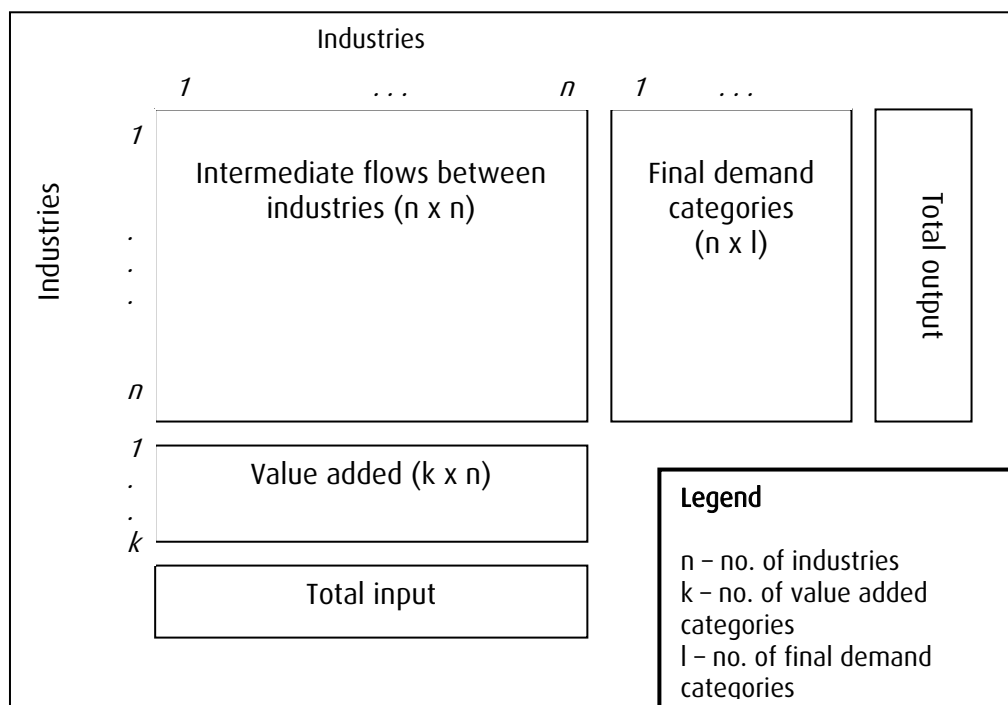 Industries
1 . . . n 1 . . .
1
Intermediate flows between
industries (n x n)
Final demand
categories
(n x l)
Total output
Industries
.
.
.
n
1
Value added (k x n)
.
.
k
Total input
Legend
n – no. of industries
k – no. of value added
categories
l – no. of final demand
categories